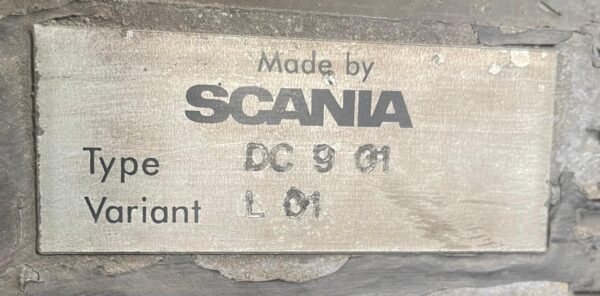 Made by
SCANIA
Type DC 9 01
Variant L 01